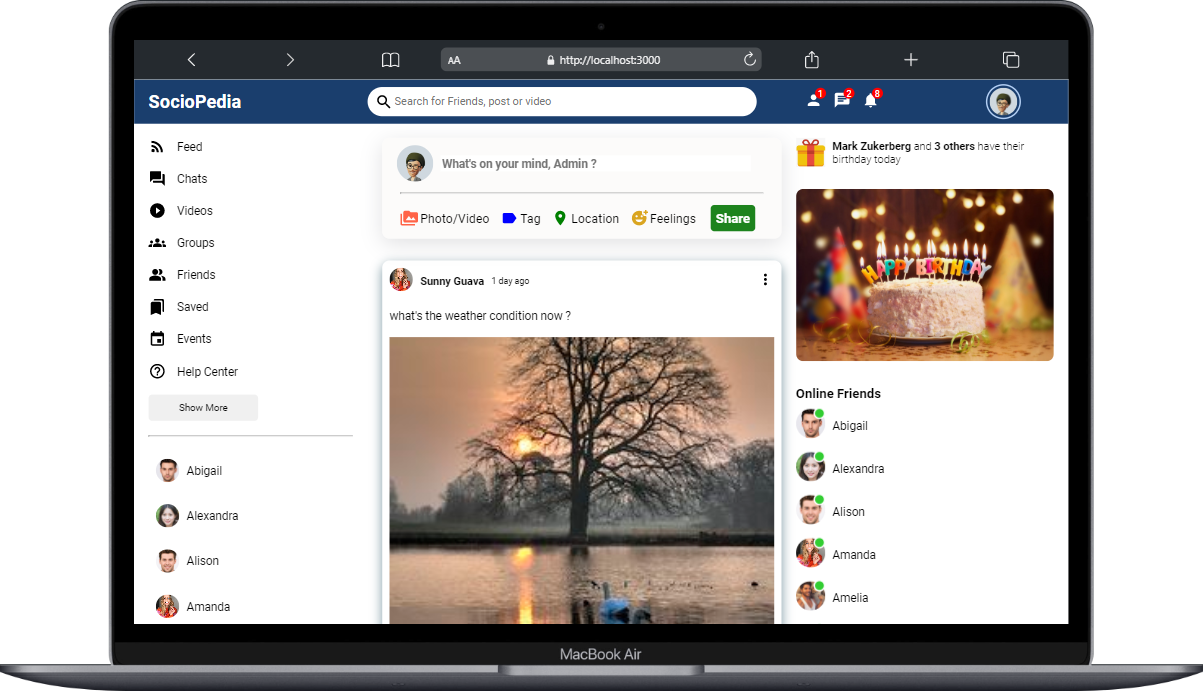 AA
http://localhost:3000
SocioPedia
Search for Friends, post or video
1
2
8
Feed
Chats
Videos
Groups
Friends
Saved
Events
Help Center
Show More
Abigail
Alexandra
Alison
Amanda
What's on your mind, Admin ?
Photo/Video
Tag
Location
Feelings
Share
Sunny Guava 1 day ago
what's the weather condition now ?
Mark Zukerberg and 3 others have their
birthday today
HAPPY BIRTHDAY
Online Friends
Abigail
Alexandra
Alison
Amanda
Amelia
MacBook Air